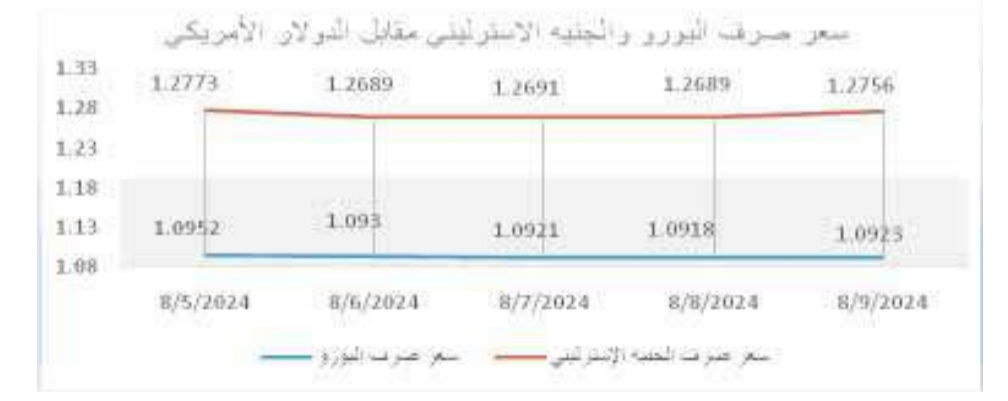 سعر صرف اليورو والجنيه الاسترليني مقابل الدولار الأمريكي
1.33
1.28
1.23
1.18
1.13
1.08
1.2773 1.2689 1.2691 1.2689 1.2756
1.0952 1.093 1.0921 1.0918 1.0923
8/5/2024 8/6/2024 8/7/2024 8/8/2024 8/9/2024
سعر صرف الجنيه الإسترليني سعر صرف اليورو